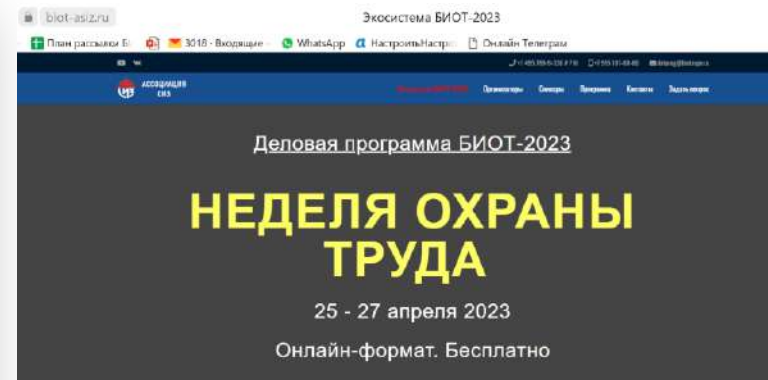 biot-asiz.ru
Экосистема БИОТ-2023
План рассылки Б
3018 - Входящие -
WhatsApp
НастроитьНастро
Онлайн Телеграм
АССОЦИАЦИЯ
СИЗ
Организаторы
Спикеры
Программа
Контакты
Задать вопрос
Деловая программа БИОТ-2023
НЕДЕЛЯ ОХРАНЫ
ТРУДА
25 - 27 апреля 2023
Онлайн-формат. Бесплатно